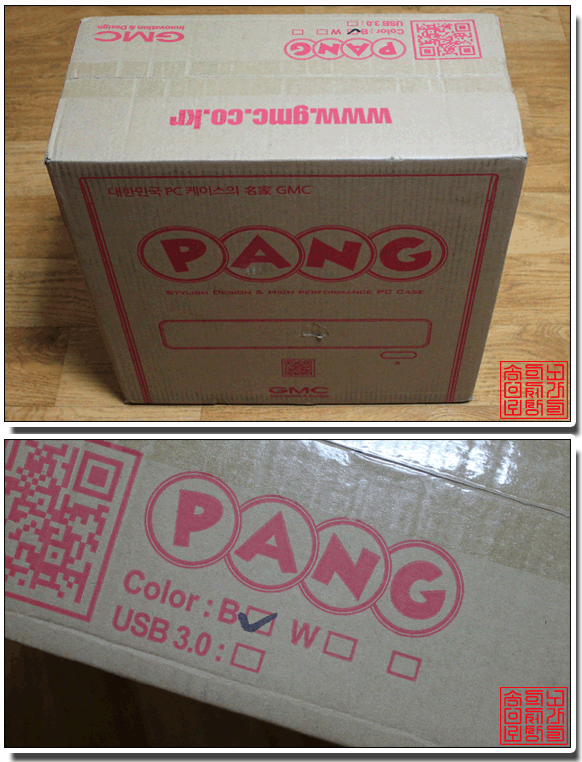 GMC
Innovation & Design
Color : B W
USB 3.0 :
PANG
www.gmc.co.kr
대한민국 PC 케이스의 名家 GMC
PANG
STYLISH DESIGN & HIGH PERFORMANCE PC CASE
GMC
PANG
Color : B W
USB 3.0 :